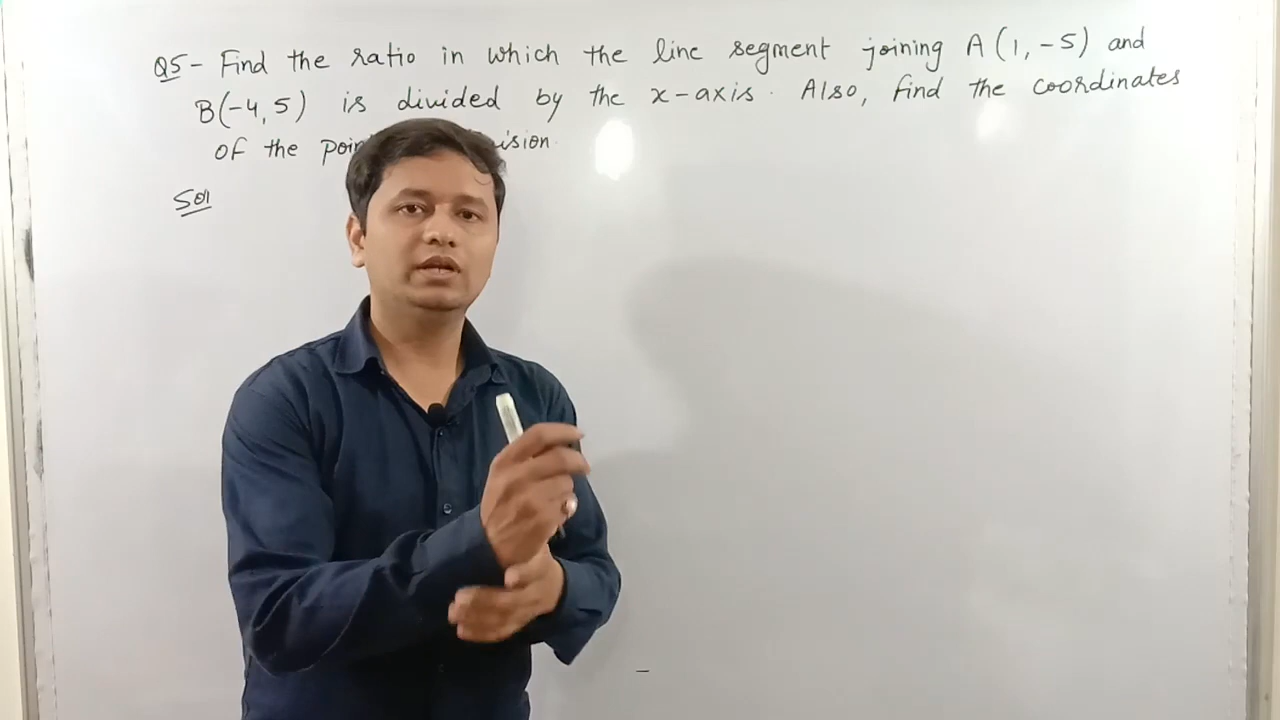 Q5- Find the ratio in which the line segment joining A(1,-5) and
B(-4,5) is divided by the x-axis. Also, find the coordinates
of the
Sol